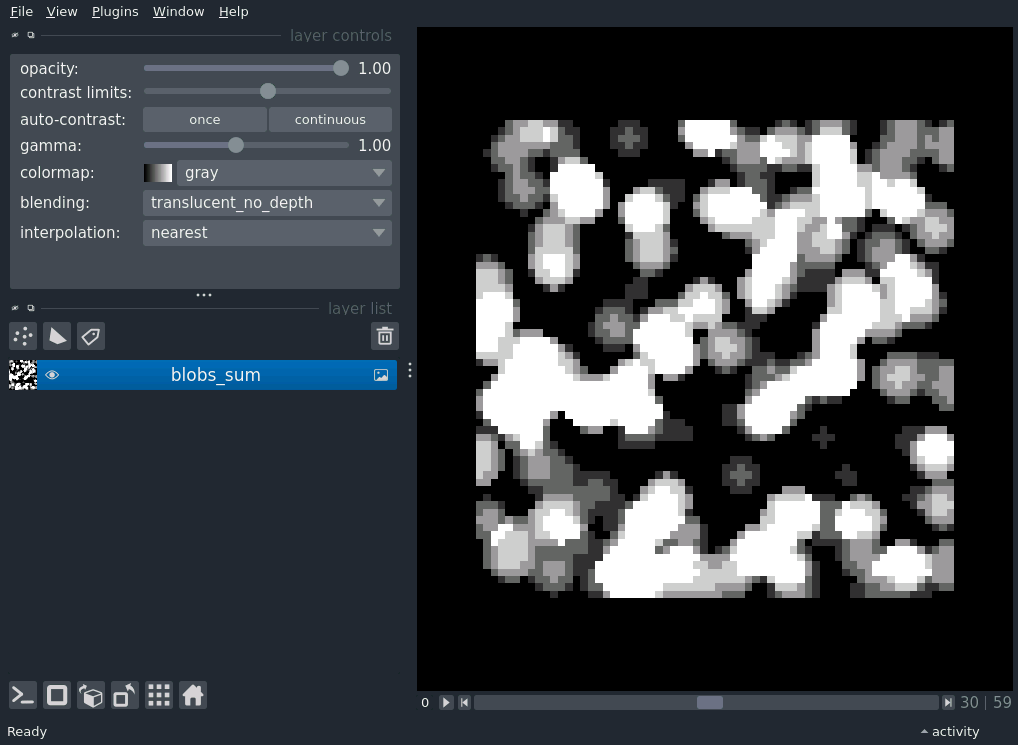 File View Plugins Window Help
layer controls
opacity: 1.00
contrast limits:
auto-contrast: once continuous
gamma: 1.00
colormap: gray
blending: translucent_no_depth
interpolation: nearest
layer list
blobs_sum
0 30 | 59
Ready activity